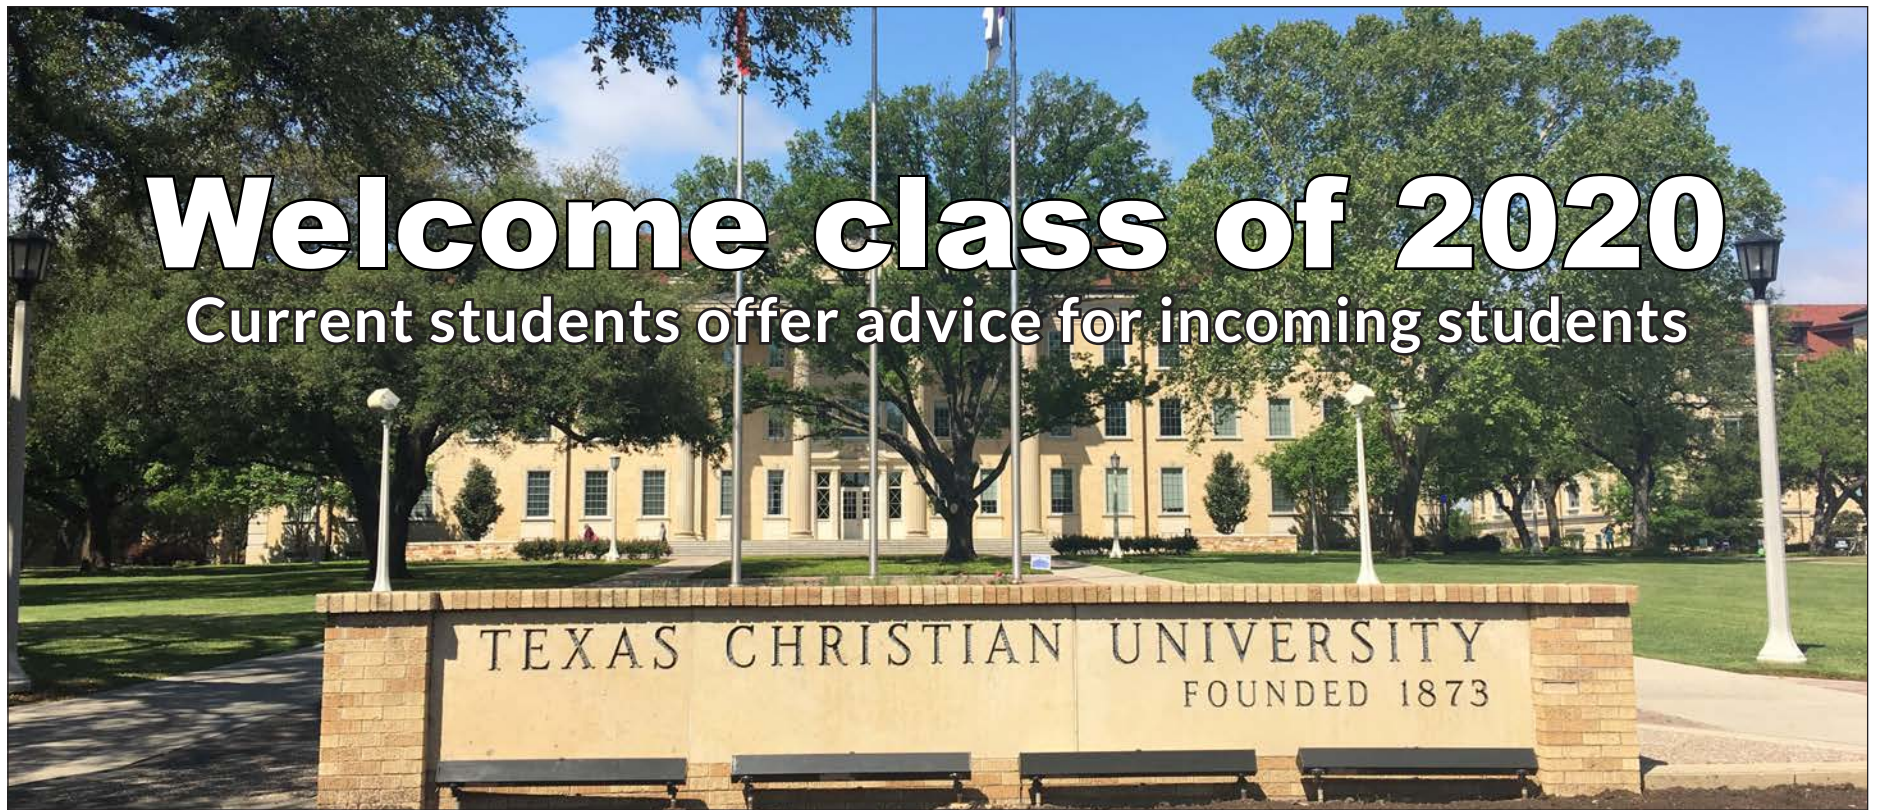 Welcome class of 2020
Current students offer advice for incoming students
TEXAS CHRISTIAN UNIVERSITY
FOUNDED 1873